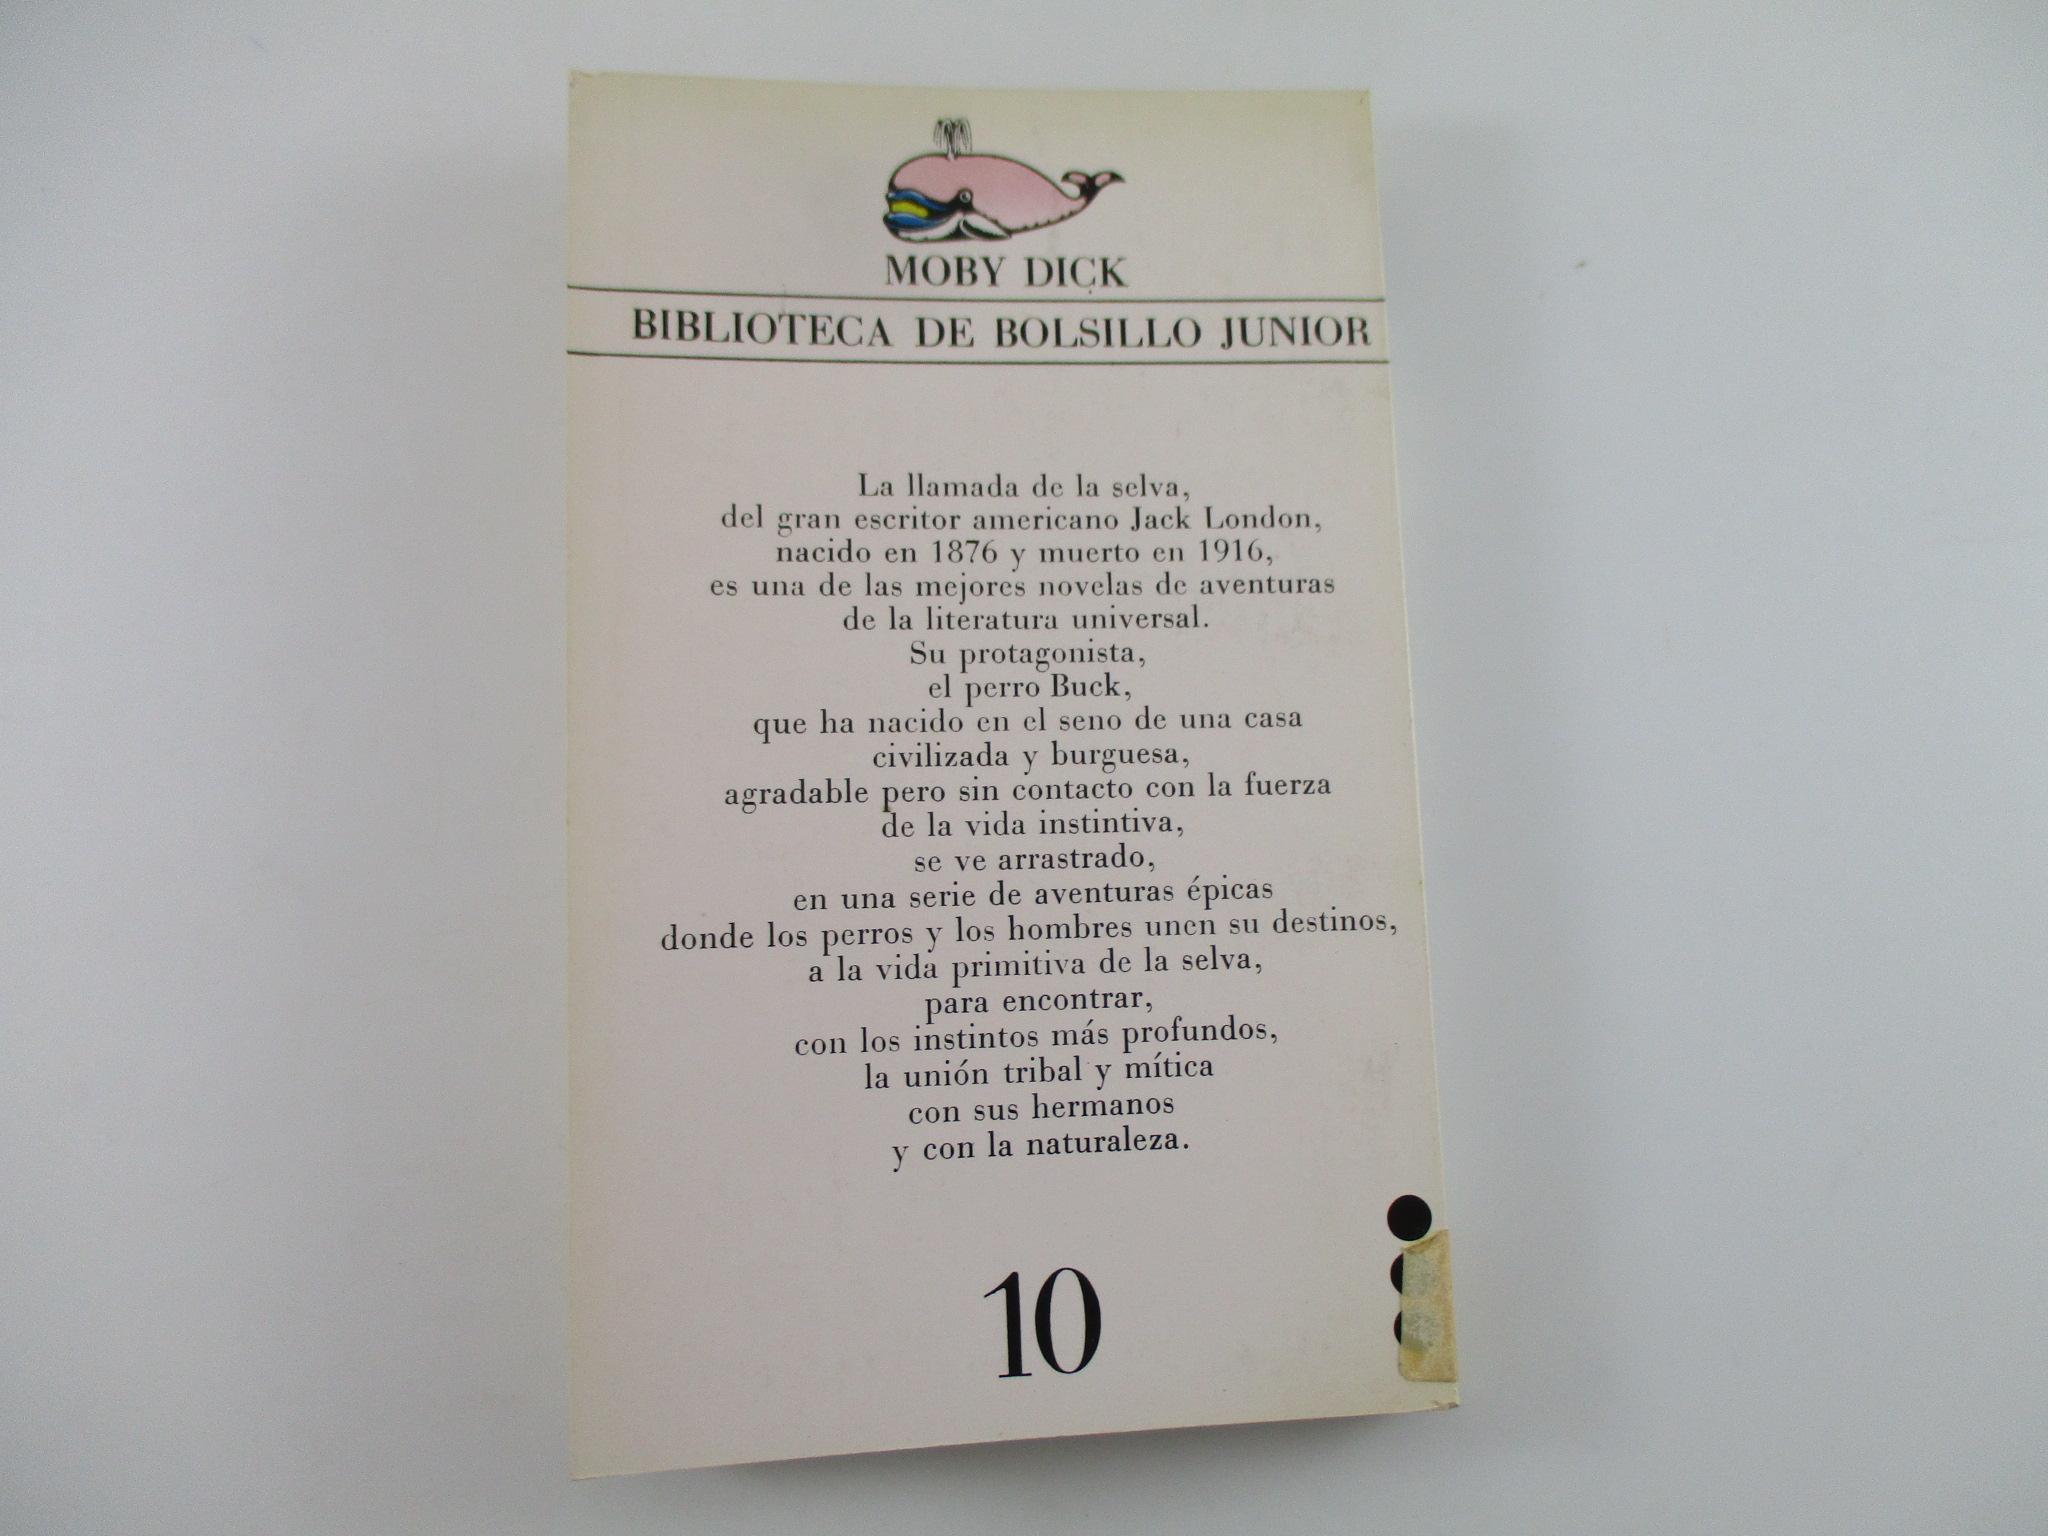 MOBY DICK
BIBLIOTECA DE BOLSILLO JUNIOR
La llamada de la selva,
del gran escritor americano Jack London,
nacido en 1876 y muerto en 1916,
es una de las mejores novelas de aventuras
de la literatura universal.
Su protagonista,
el perro Buck,
que ha nacido en el seno de una casa
civilizada y burguesa,
agradable pero sin contacto con la fuerza
de la vida instintiva,
se ve arrastrado,
en una serie de aventuras épicas
donde los perros y los hombres unen su destinos,
a la vida primitiva de la selva,
para encontrar,
con los instintos más profundos,
la unión tribal y mítica
con sus hermanos
y con la naturaleza.
10